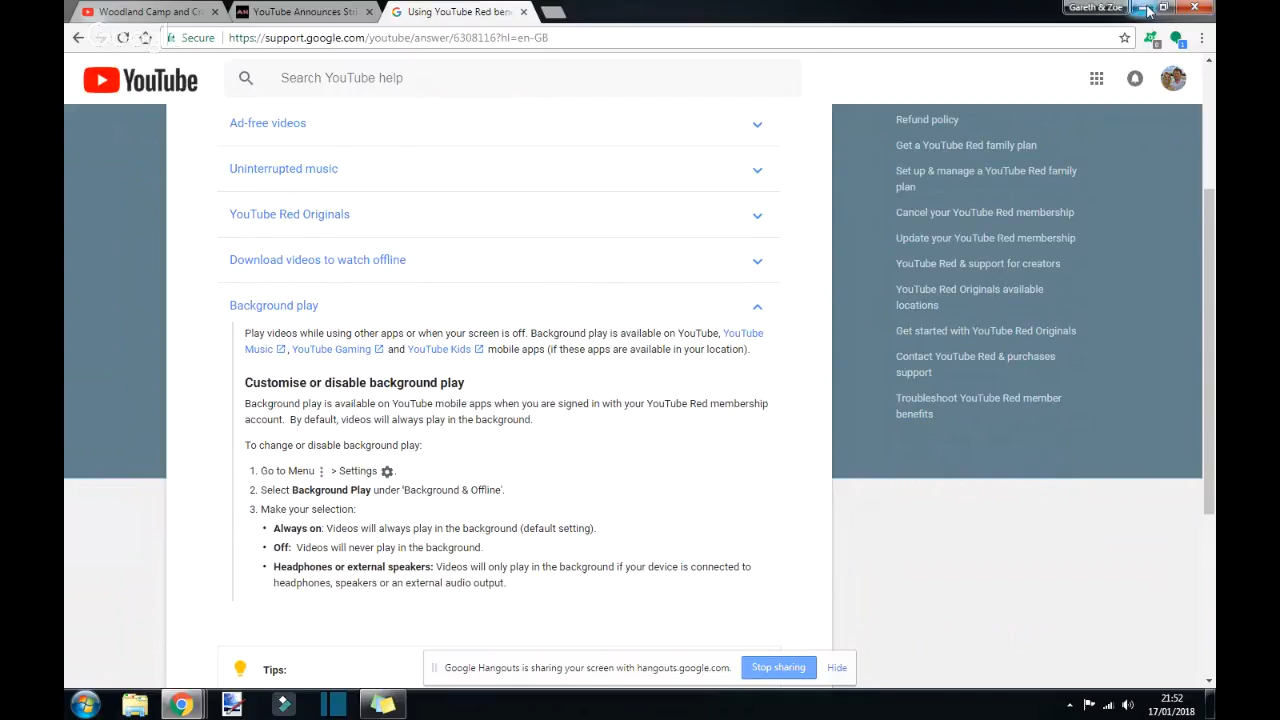 Woodland Camp and Cr
YouTube Announces Stri
Using YouTube Red ben
Gareth & Zoe
Secure
https://support.google.com/youtube/answer/6308116?hl=en-GB
0
1
YouTube
Search YouTube help
Ad-free videos
Uninterrupted music
YouTube Red Originals
Download videos to watch offline
Background play
Play videos while using other apps or when your screen is off. Background play is available on YouTube, YouTube
Music , YouTube Gaming and YouTube Kids mobile apps (if these apps are available in your location).
Customise or disable background play
Background play is available on YouTube mobile apps when you are signed in with your YouTube Red membership
account. By default, videos will always play in the background.
To change or disable background play:
1. Go to Menu > Settings .
2. Select Background Play under 'Background & Offline'.
3. Make your selection:
• Always on: Videos will always play in the background (default setting).
• Off: Videos will never play in the background.
• Headphones or external speakers: Videos will only play in the background if your device is connected to
headphones, speakers or an external audio output.
Tips:
Refund policy
Get a YouTube Red family plan
Set up & manage a YouTube Red family
plan
Cancel your YouTube Red membership
Update your YouTube Red membership
YouTube Red & support for creators
YouTube Red Originals available
locations
Get started with YouTube Red Originals
Contact YouTube Red & purchases
support
Troubleshoot YouTube Red member
benefits
Google Hangouts is sharing your screen with hangouts.google.com.
Stop sharing
Hide
21:52
17/01/2018